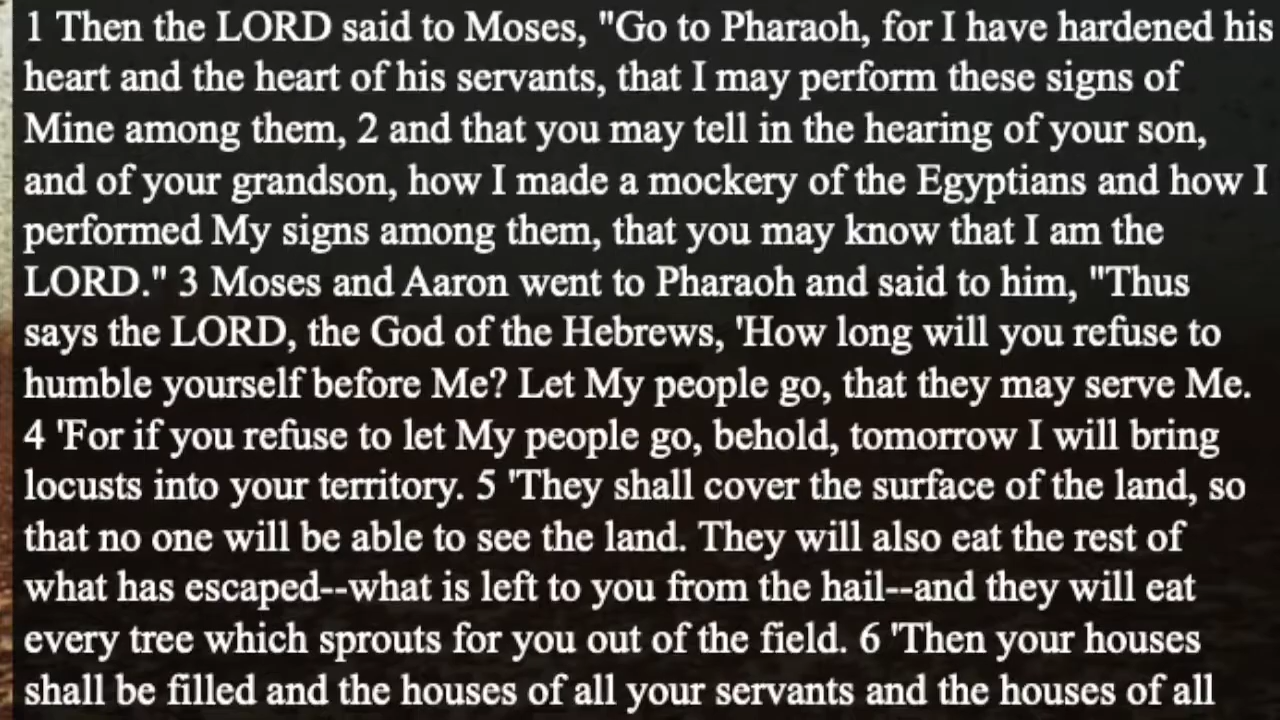 1 Then the LORD said to Moses, "Go to Pharaoh, for I have hardened his
heart and the heart of his servants, that I may perform these signs of
Mine among them, 2 and that you may tell in the hearing of your son,
and of your grandson, how I made a mockery of the Egyptians and how I
performed My signs among them, that you may know that I am the
LORD." 3 Moses and Aaron went to Pharaoh and said to him, "Thus
says the LORD, the God of the Hebrews, 'How long will you refuse to
humble yourself before Me? Let My people go, that they may serve Me.
4 'For if you refuse to let My people go, behold, tomorrow I will bring
locusts into your territory. 5 'They shall cover the surface of the land, so
that no one will be able to see the land. They will also eat the rest of
what has escaped--what is left to you from the hail--and they will eat
every tree which sprouts for you out of the field. 6 'Then your houses
shall be filled and the houses of all your servants and the houses of all